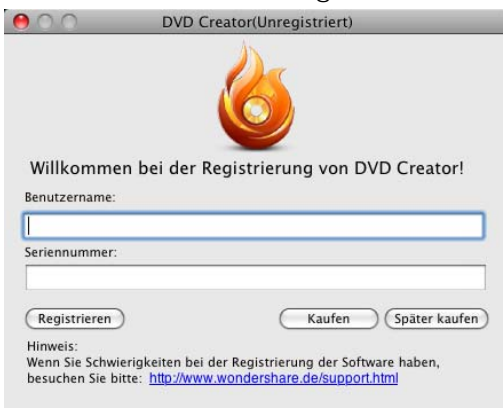 DVD Creator(Unregistriert)
Willkommen bei der Registrierung von DVD Creator!
Benutzername:
Seriennummer:
Registrieren Kaufen Später kaufen
Hinweis:
Wenn Sie Schwierigkeiten bei der Registrierung der Software haben,
besuchen Sie bitte: http://www.wondershare.de/support.html